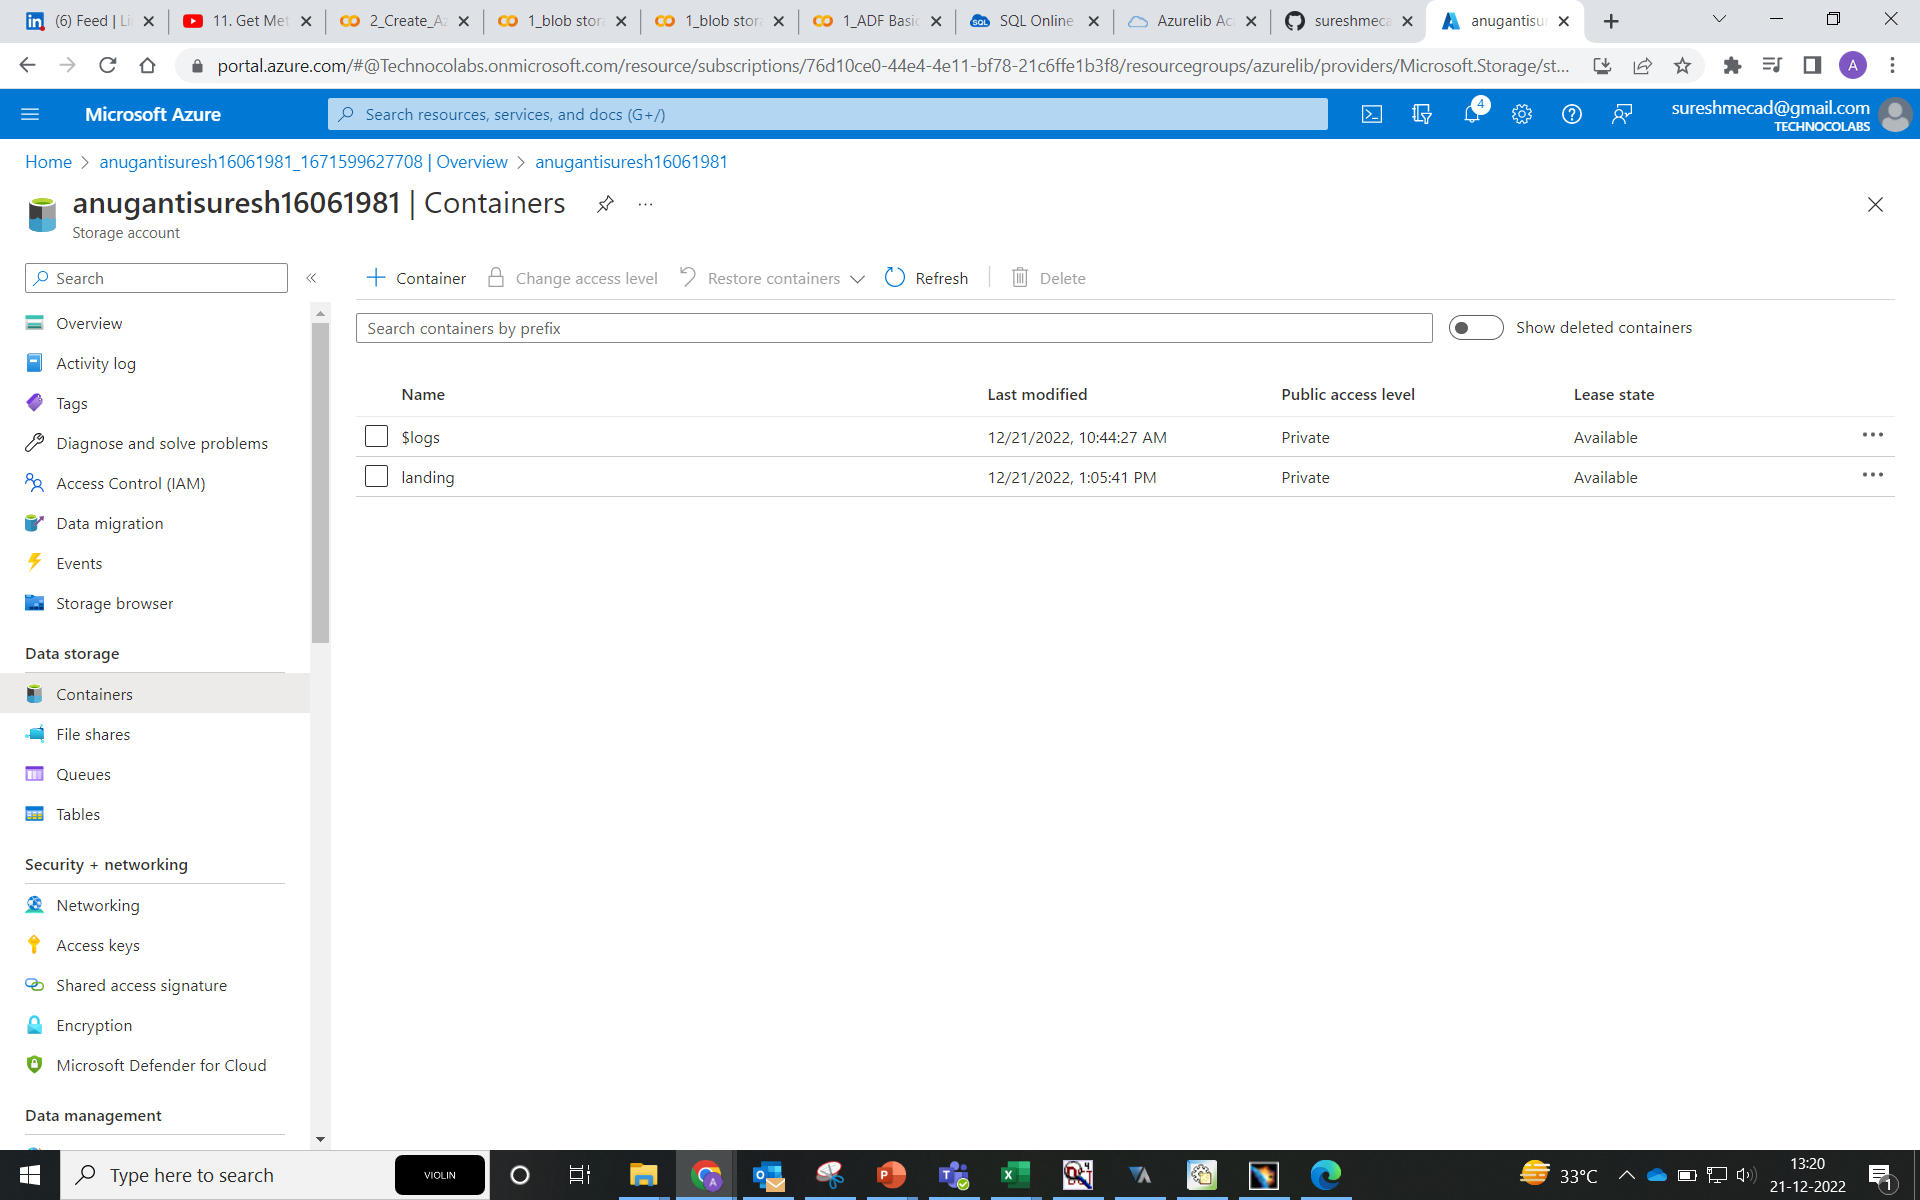 (6) Feed | Li
11. Get Met
2_Create_Az
1_blob stora
1_blob stora
1_ADF Basic
SQL Online
Azurelib Aca
sureshmeca
anugantisur
portal.azure.com/#@Technocolabs.onmicrosoft.com/resource/subscriptions/76d10ce0-44e4-4e11-bf78-21c6ffe1b3f8/resourcegroups/azurelib/providers/Microsoft.Storage/st...
A
Microsoft Azure
Search resources, services, and docs (G+/)
4
sureshmecad@gmail.com
TECHNOCOLABS
Home > anugantisuresh16061981_1671599627708 | Overview > anugantisuresh16061981
anugantisuresh16061981 | Containers
Storage account
Search
Container
Change access level
Restore containers
Refresh
Delete
Search containers by prefix
Show deleted containers
Name Last modified Public access level Lease state
$logs 12/21/2022, 10:44:27 AM Private Available
landing 12/21/2022, 1:05:41 PM Private Available
Overview
Activity log
Tags
Diagnose and solve problems
Access Control (IAM)
Data migration
Events
Storage browser
Data storage
Containers
File shares
Queues
Tables
Security + networking
Networking
Access keys
Shared access signature
Encryption
Microsoft Defender for Cloud
Data management
Type here to search
VIOLIN
33°C
13:20
21-12-2022
1